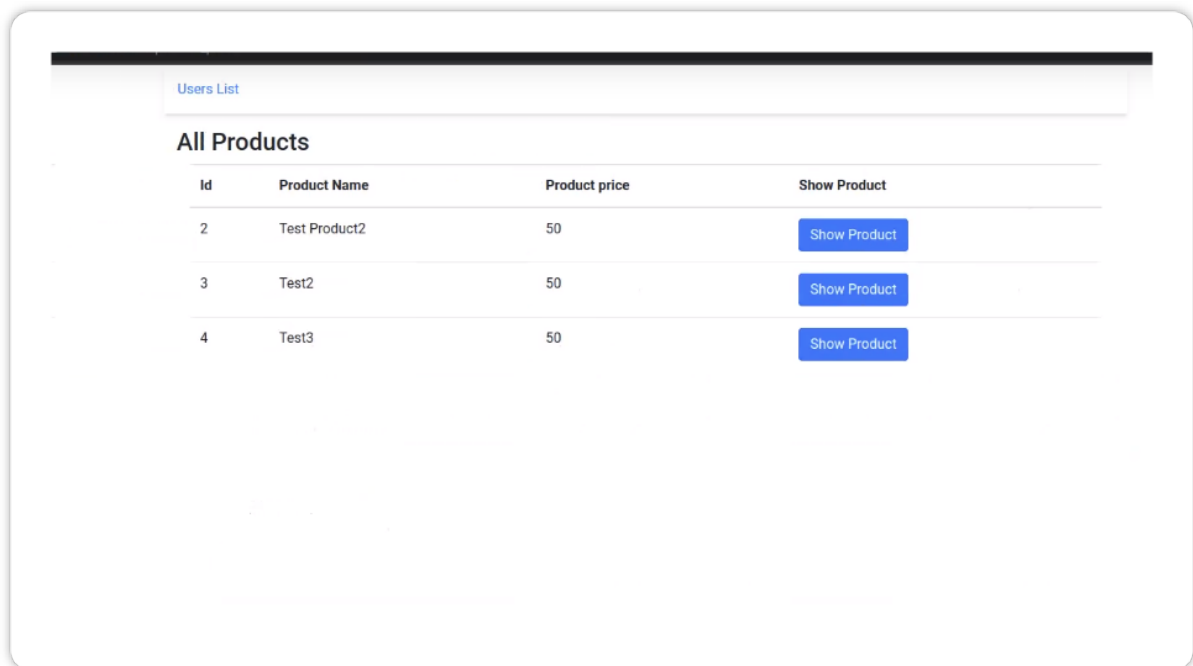 Users List
All Products
Id Product Name Product price Show Product
2 Test Product2 50 Show Product
3 Test2 50 Show Product
4 Test3 50 Show Product